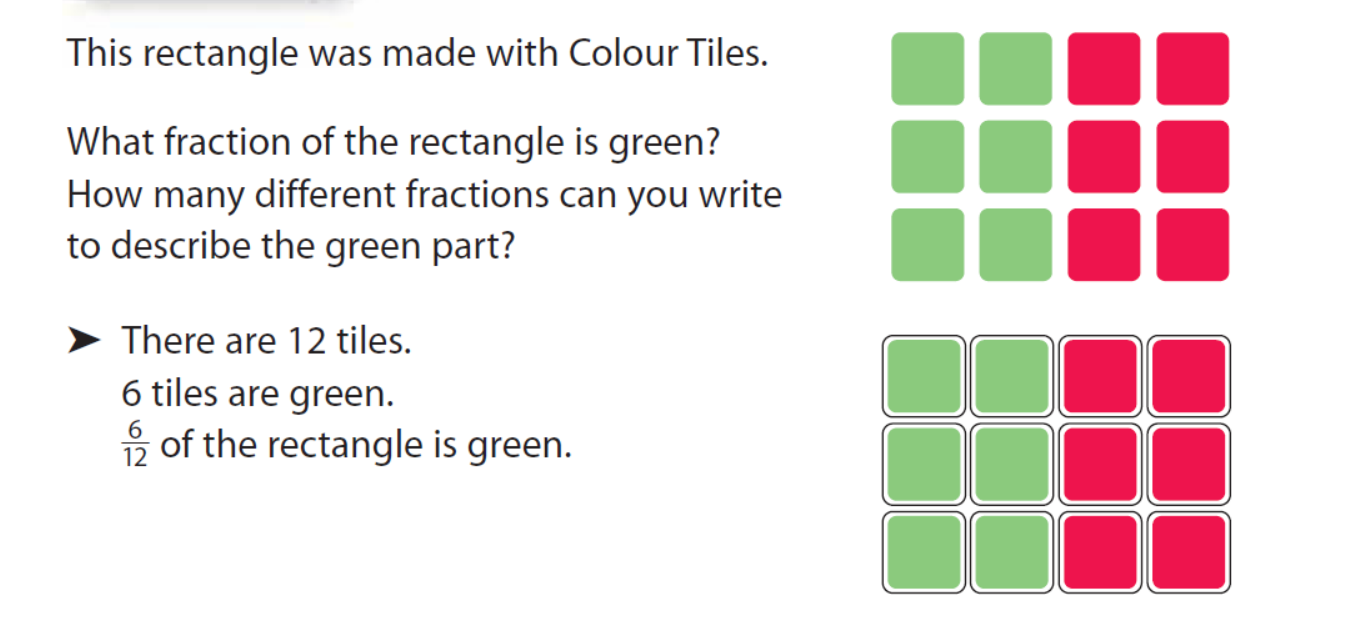 This rectangle was made with Colour Tiles.
What fraction of the rectangle is green?
How many different fractions can you write
to describe the green part?
➤ There are 12 tiles.
6 tiles are green.
6/12 of the rectangle is green.